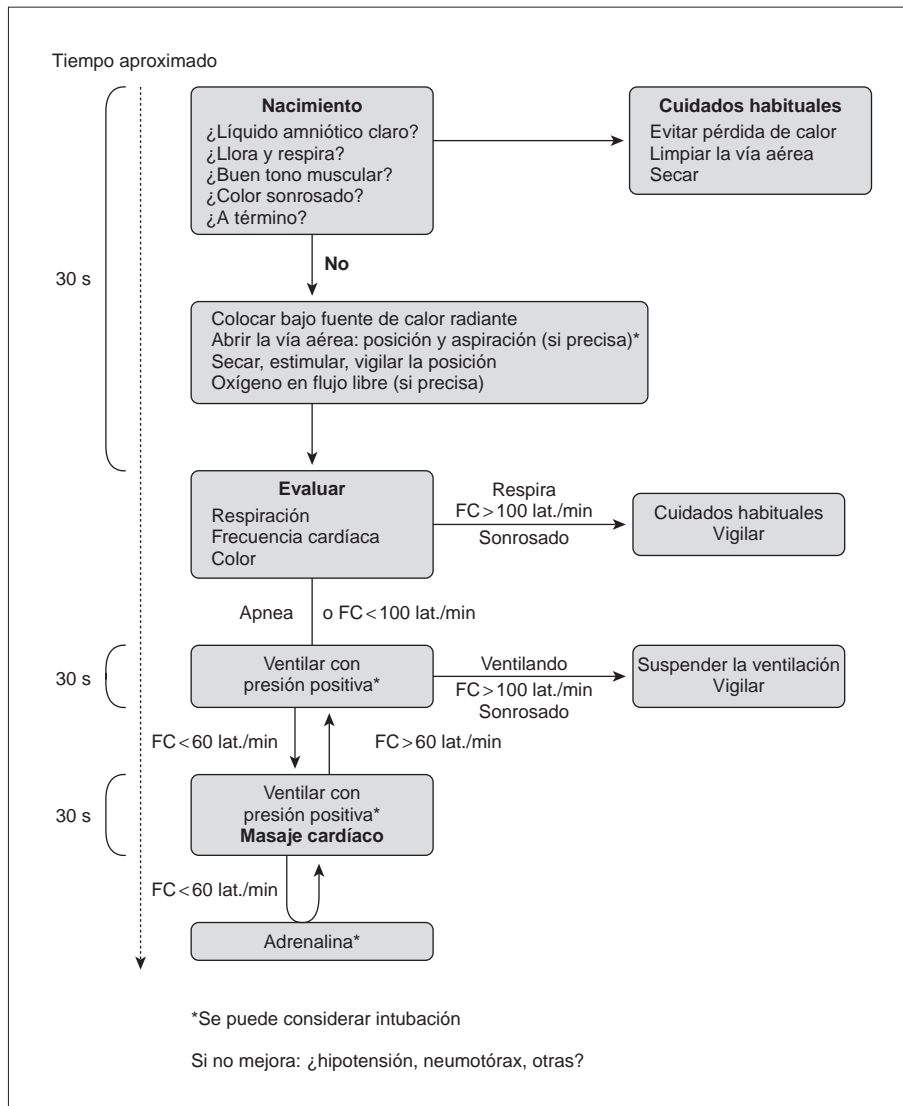 Tiempo aproximado
Nacimiento
¿Líquido amniótico claro?
¿Llora y respira?
¿Buen tono muscular?
¿Color sonrosado?
¿A término?
Cuidados habituales
Evitar pérdida de calor
Limpiar la vía aérea
Secar
No
30 s
Colocar bajo fuente de calor radiante
Abrir la vía aérea: posición y aspiración (si precisa)*
Secar, estimular, vigilar la posición
Oxígeno en flujo libre (si precisa)
Evaluar
Respiración
Frecuencia cardíaca
Color
Respira
FC>100 lat./min
Sonrosado
Cuidados habituales
Vigilar
Apnea
o FC<100 lat./min
30 s
Ventilar con
presión positiva*
Ventilando
FC>100 lat./min
Sonrosado
Suspender la ventilación
Vigilar
FC<60 lat./min
FC>60 lat./min
30 s
Ventilar con
presión positiva*
Masaje cardíaco
FC<60 lat./min
Adrenalina*
*Se puede considerar intubación
Si no mejora: ¿hipotensión, neumotórax, otras?